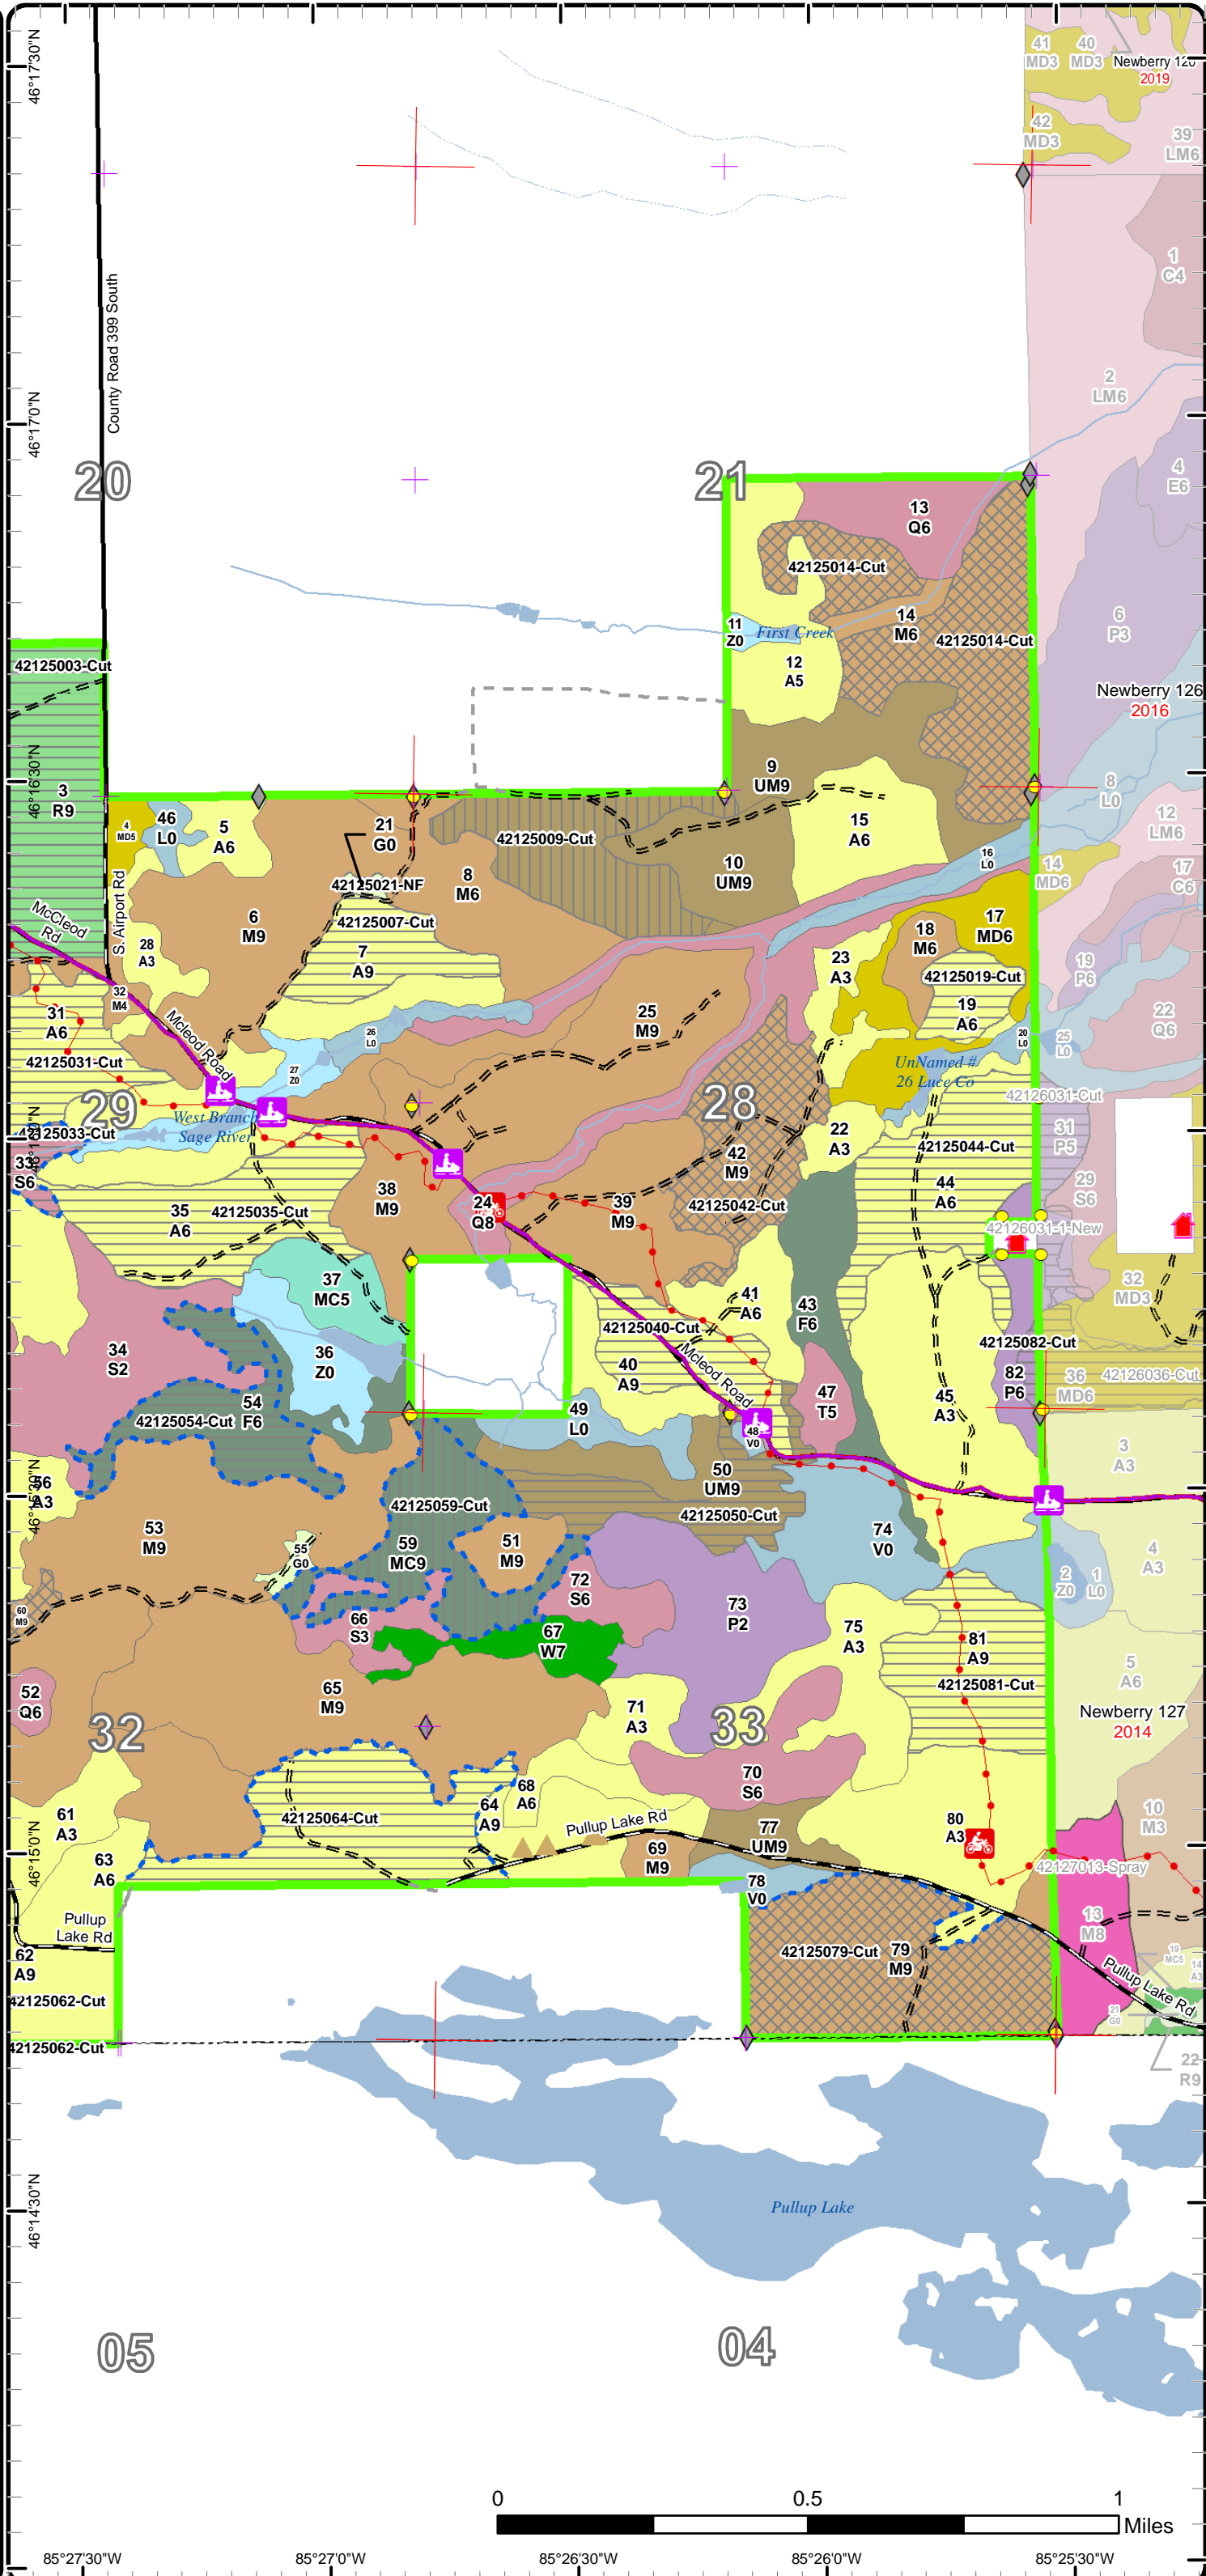 46°17'30"N
41
MD3
40
MD3
Newberry 120
2019
42
MD3
39
LM6
1
C4
County Road 399 South
2
LM6
46°17'0"N
20
21
4
E6
13
Q6
42125014-Cut
14
M6
42125014-Cut
11
Z0
First Creek
12
A5
6
P3
42125003-Cut
Newberry 126
2016
46°16'30"N
3
R9
9
UM9
8
L0
4
MD5
46
L0
5
A6
21
G0
42125009-Cut
15
A6
12
LM6
10
UM9
16
L0
14
MD6
17
C6
8
M6
42125021-NF
42125007-Cut
S. Airport Rd
McCleod
Rd
6
M9
28
A3
7
A9
17
MD6
18
M6
23
A3
42125019-Cut
19
A6
19
P6
32
M4
31
A6
25
M9
22
Q6
26
L0
20
L0
25
L0
Mcleod Road
42125031-Cut
27
Z0
UnNamed #
26 Luce Co
29
28
42126031-Cut
West Branch
Sage River
42125033-Cut
33
S6
22
A3
42125044-Cut
31
P5
42
M9
29
S6
38
M9
24
Q8
39
M9
42125042-Cut
44
A6
35
A6
42125035-Cut
42126031-1-New
37
MC5
32
MD3
41
A6
43
F6
42125040-Cut
42125082-Cut
34
S2
36
Z0
40
A9
Mcleod Road
82
P6
36
MD6
42126036-Cut
54
F6
42125054-Cut
47
T5
45
A3
49
L0
48
V0
3
A3
56
A3
46°15'30"N
50
UM9
42125059-Cut
42125050-Cut
53
M9
51
M9
59
MC9
55
G0
74
V0
4
A3
2
Z0
1
L0
72
S6
60
M9
73
P2
66
S3
67
W7
75
A3
81
A9
5
A6
42125081-Cut
52
Q6
65
M9
71
A3
32
33
Newberry 127
2014
70
S6
68
A6
61
A3
64
A9
42125064-Cut
Pullup Lake Rd
77
UM9
80
A3
10
M3
46°15'0"N
63
A6
69
M9
78
V0
42127013-Spray
13
M8
Pullup
Lake Rd
62
A9
42125079-Cut
79
M9
19
MC5
14
A3
Pullup Lake Rd
42125062-Cut
21
G0
42125062-Cut
22
R9
46°14'30"N
Pullup Lake
05
04
0
0.5
1
Miles
85°27'30"W
85°27'0"W
85°26'30"W
85°26'0"W
85°25'30"W